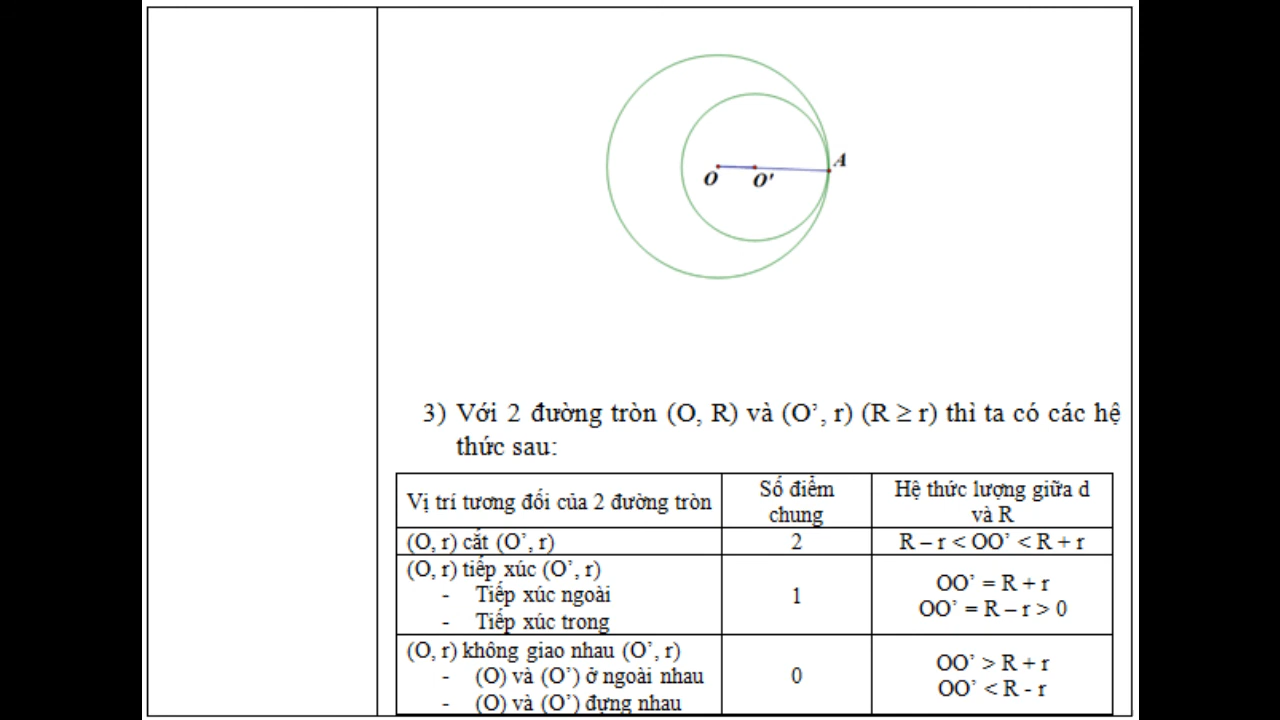 A
O O'
3) Với 2 đường tròn (O, R) và (O’, r) (R ≥ r) thì ta có các hệ
thức sau:
Vị trí tương đối của 2 đường tròn
Số điểm
chung
Hệ thức lượng giữa d
và R
(O, r) cắt (O’, r)
2
R – r < OO’ < R + r
(O, r) tiếp xúc (O’, r)
- Tiếp xúc ngoài
- Tiếp xúc trong
1
OO’ = R + r
OO’ = R – r > 0
(O, r) không giao nhau (O’, r)
- (O) và (O’) ở ngoài nhau
- (O) và (O’) đựng nhau
0
OO’ > R + r
OO’ < R - r